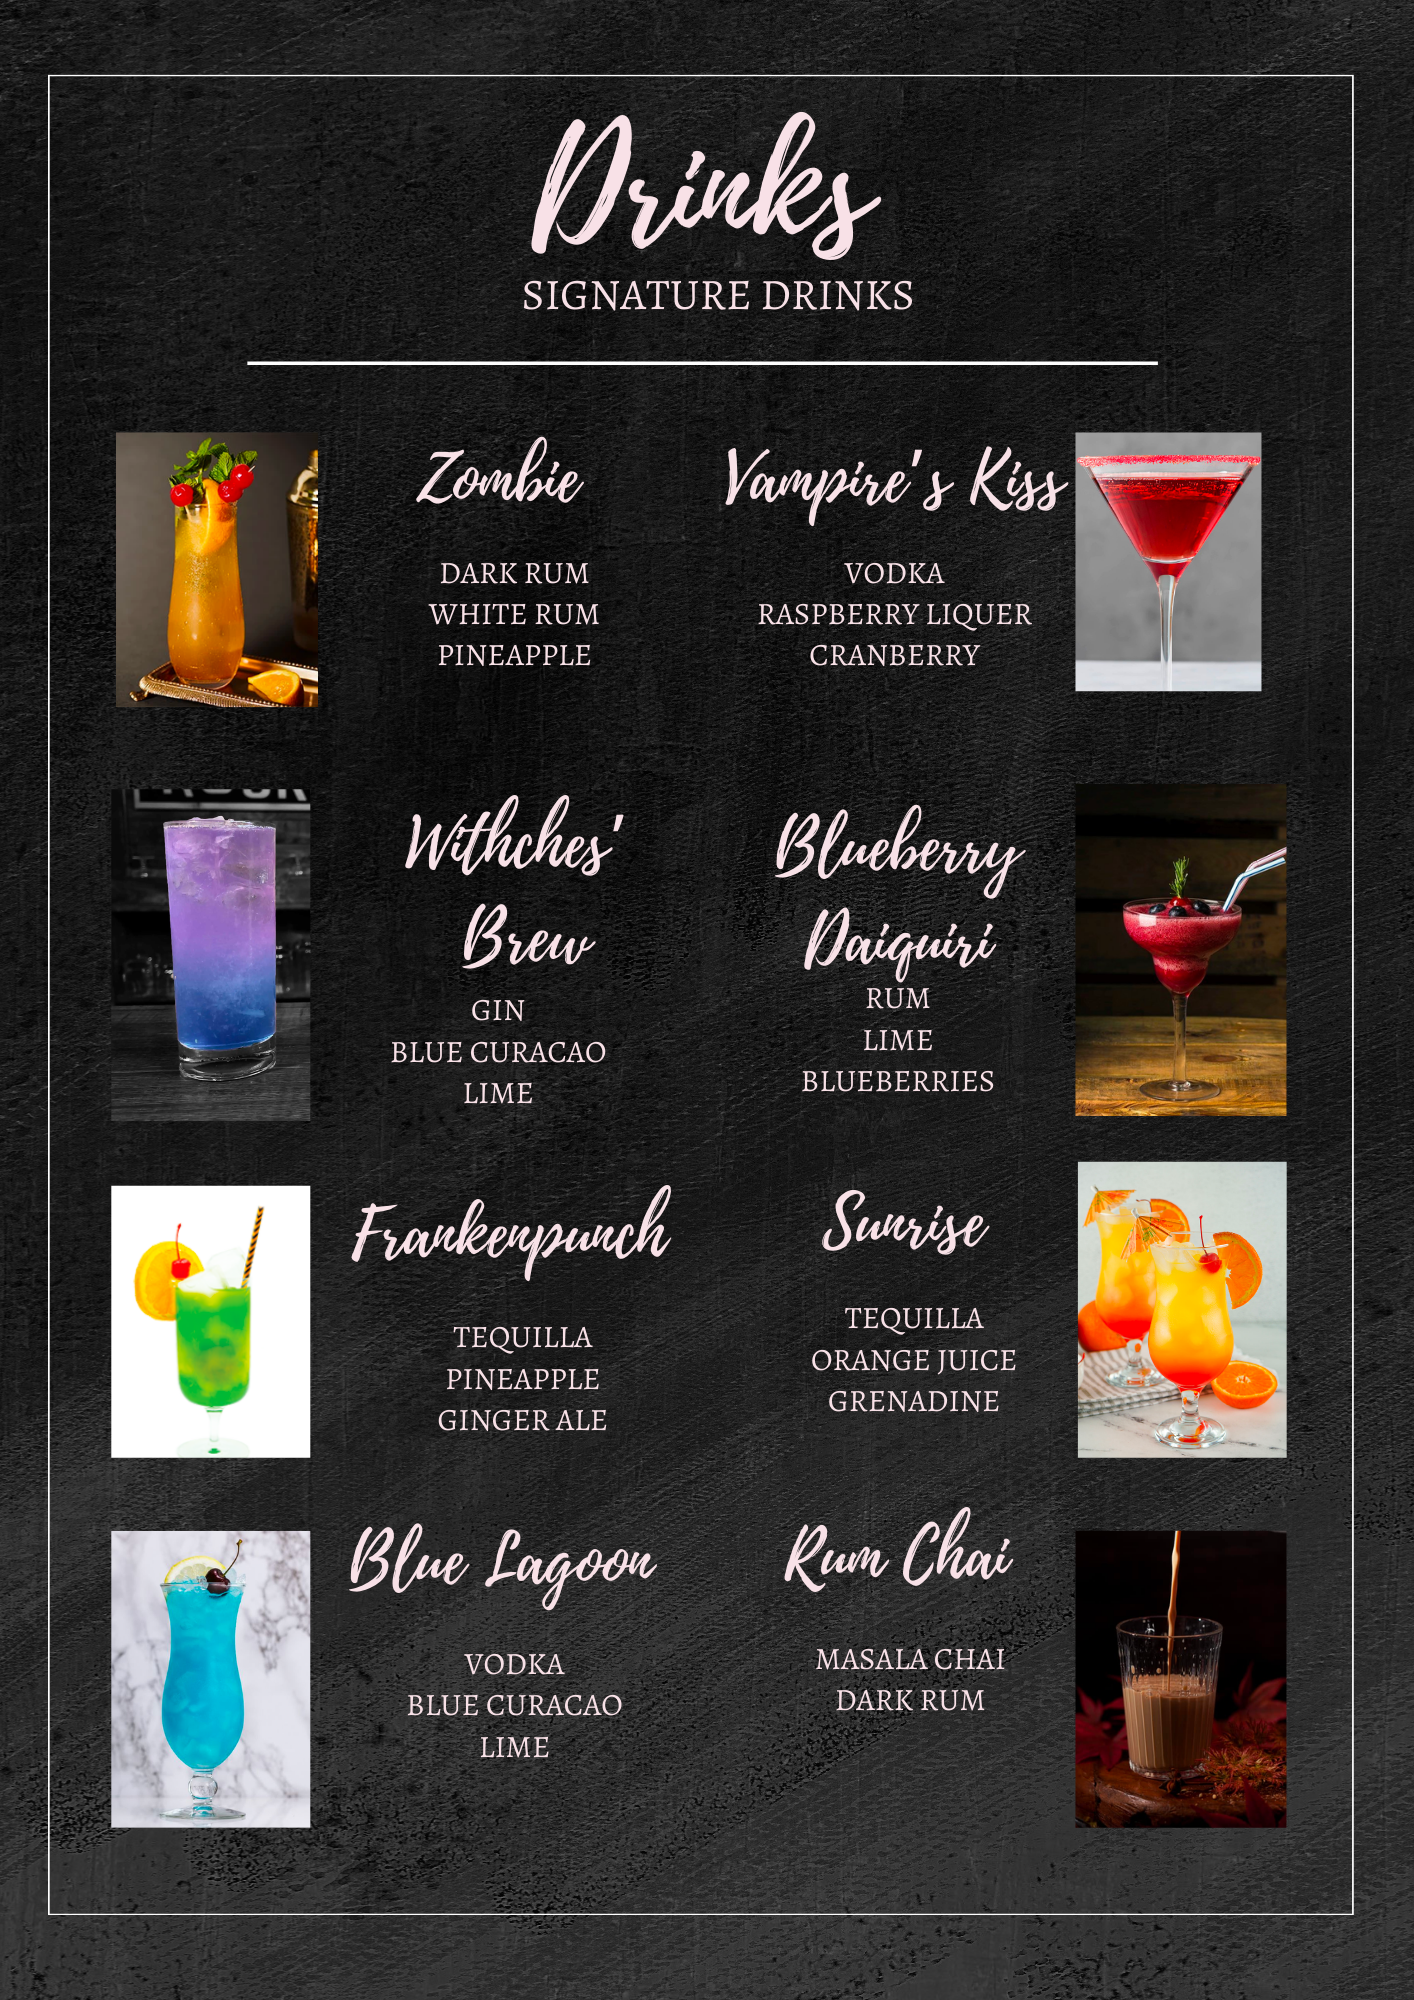 Drinks
SIGNATURE DRINKS
Zombie
DARK RUM
WHITE RUM
PINEAPPLE
Vampire's Kiss
VODKA
RASPBERRY LIQUER
CRANBERRY
Withches'
Brew
GIN
BLUE CURACAO
LIME
Blueberry
Daiquiri
RUM
LIME
BLUEBERRIES
Frankenpunch
TEQUILLA
PINEAPPLE
GINGER ALE
Sunrise
TEQUILLA
ORANGE JUICE
GRENADINE
Blue Lagoon
VODKA
BLUE CURACAO
LIME
Rum Chai
MASALA CHAI
DARK RUM